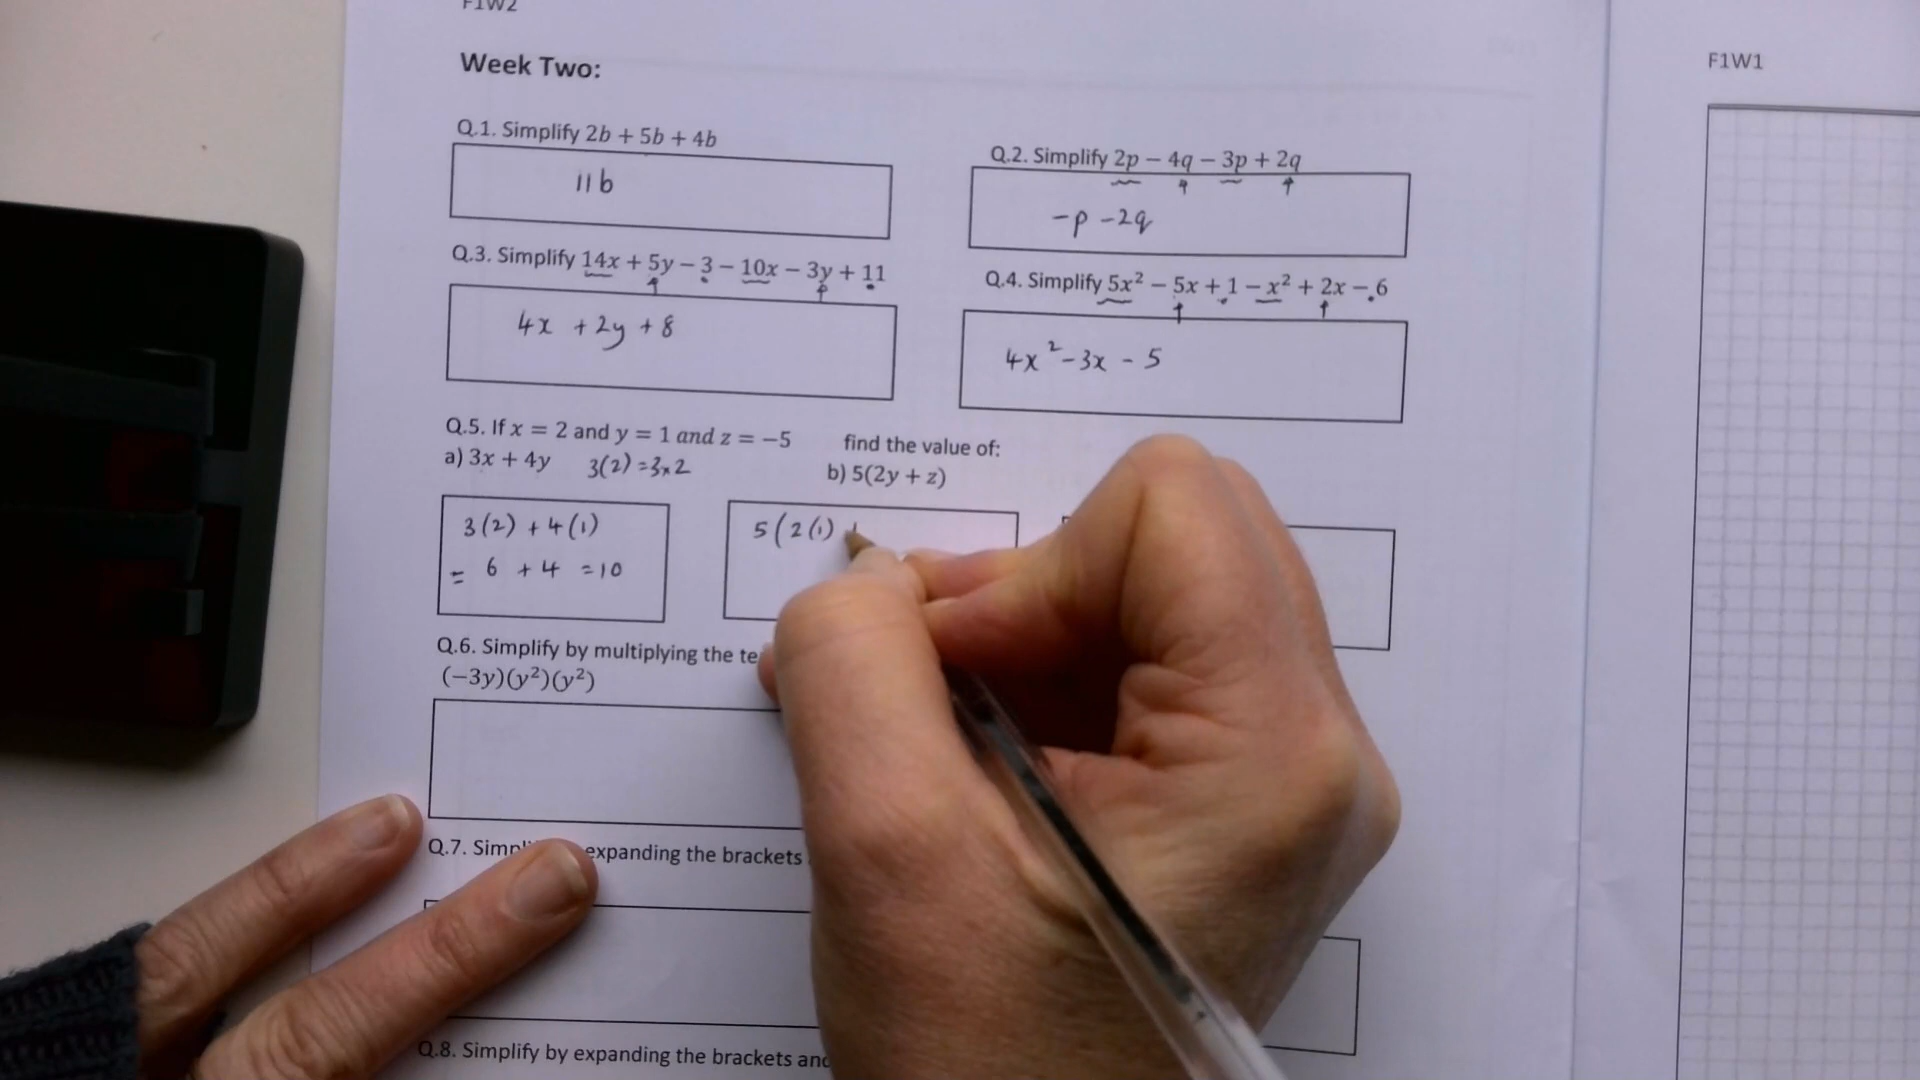 F1W2
F1W1
Week Two:
Q.1. Simplify 2b + 5b + 4b
11b
Q.2. Simplify 2p − 4q − 3p + 2q
-p -2q
Q.3. Simplify 14x + 5y − 3 − 10x − 3y + 11
4x +2y +8
Q.4. Simplify 5x² − 5x + 1 − x² + 2x − 6
4x² -3x - 5
Q.5. If x = 2 and y = 1 and z = −5 find the value of:
a) 3x + 4y 3(2) =3×2
b) 5(2y + z)
3(2) + 4(1)
= 6 + 4 = 10
5(2(1)
Q.6. Simplify by multiplying the
(−3y)(y²)(y²)
Q.7. expanding the brackets
Q.8. Simplify by expanding the brackets and